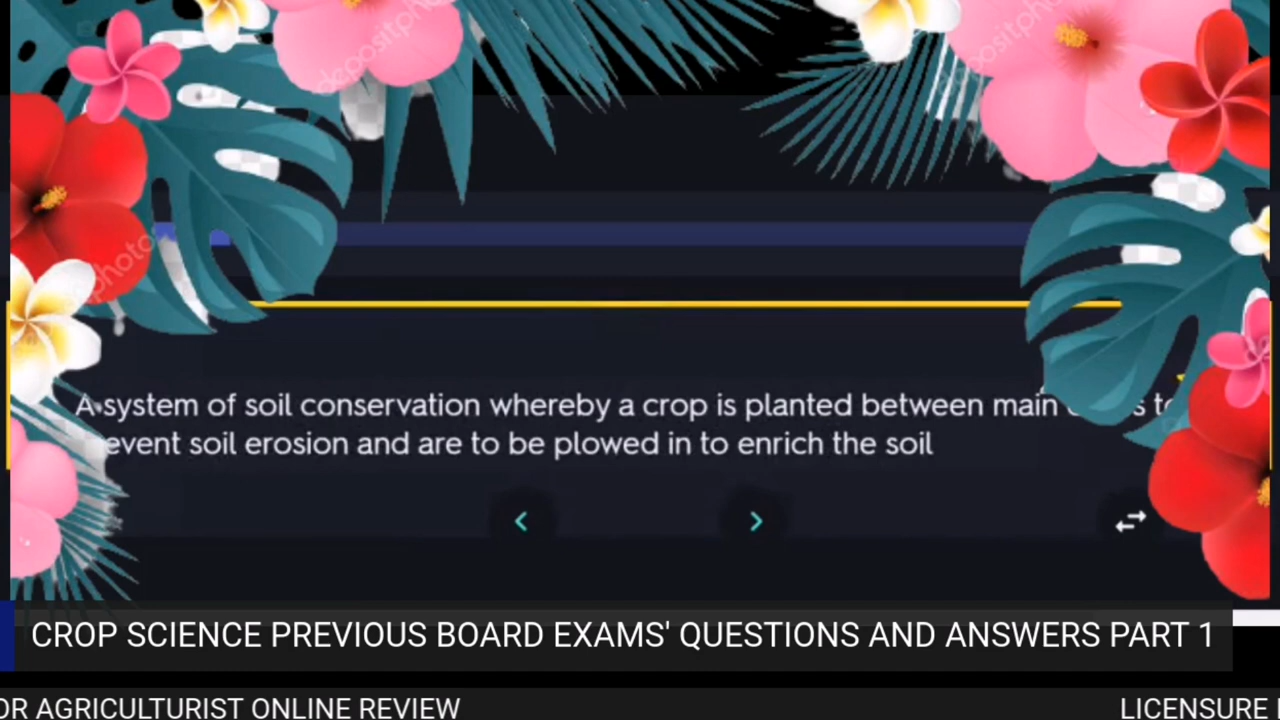 A system of soil conservation whereby a crop is planted between main to
event soil erosion and are to be plowed in to enrich the soil
CROP SCIENCE PREVIOUS BOARD EXAMS' QUESTIONS AND ANSWERS PART 1
OR AGRICULTURIST ONLINE REVIEW LICENSURE